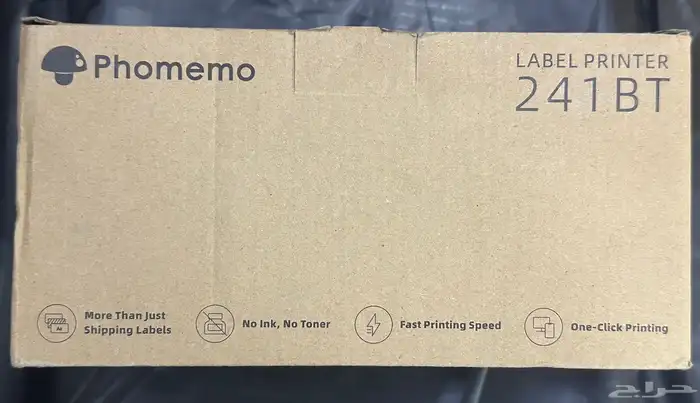 Phomemo
LABEL PRINTER
241BT
More Than Just
Shipping Labels
No Ink, No Toner
Fast Printing Speed
One-Click Printing
حراج